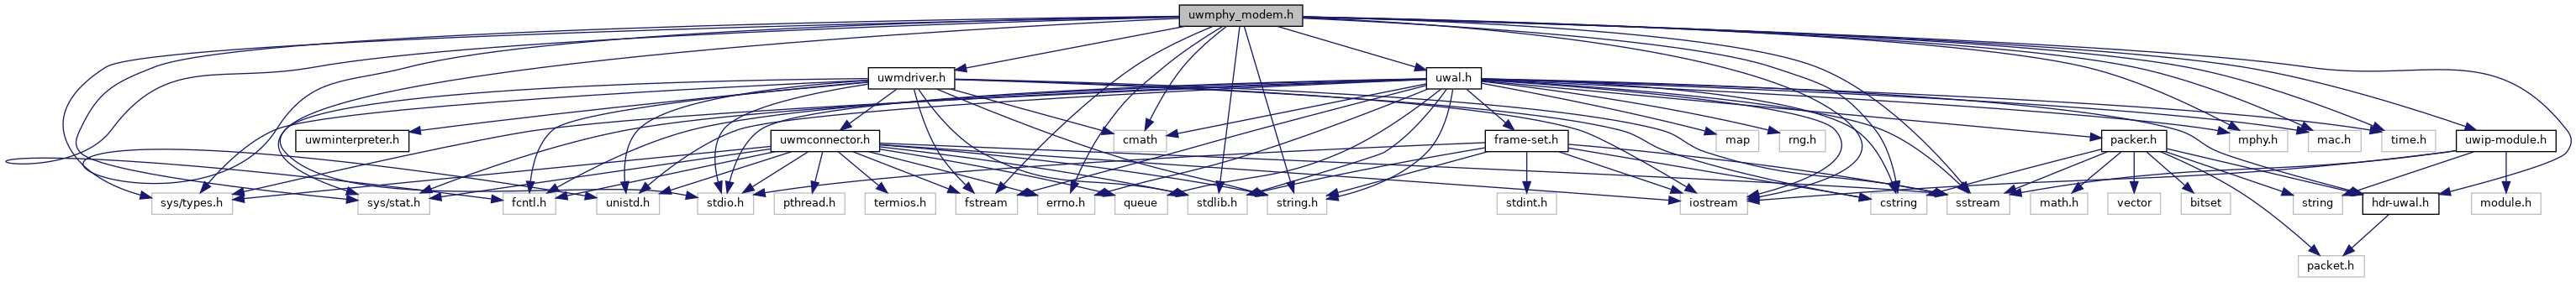 uwmphy_modem.h
uwmdriver.h
uwal.h
uwminterpreter.h
uwmconnector.h
cmath
frame-set.h
map
rng.h
packer.h
mphy.h
mac.h
time.h
uwip-module.h
sys/types.h
sys/stat.h
fcntl.h
unistd.h
stdio.h
pthread.h
termios.h
fstream
errno.h
queue
stdlib.h
string.h
stdint.h
iostream
cstring
sstream
math.h
vector
bitset
string
hdr-uwal.h
module.h
packet.h